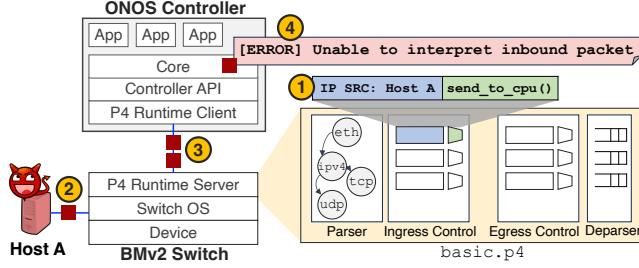 ONOS Controller
App App App
4
[ERROR] Unable to interpret inbound packet
Core
Controller API
P4 Runtime Client
1
IP SRC: Host A send_to_cpu()
3
2
P4 Runtime Server
Switch OS
Device
Host A
BMv2 Switch
eth
ipv4
tcp
udp
Parser Ingress Control Egress Control Deparser
basic.p4